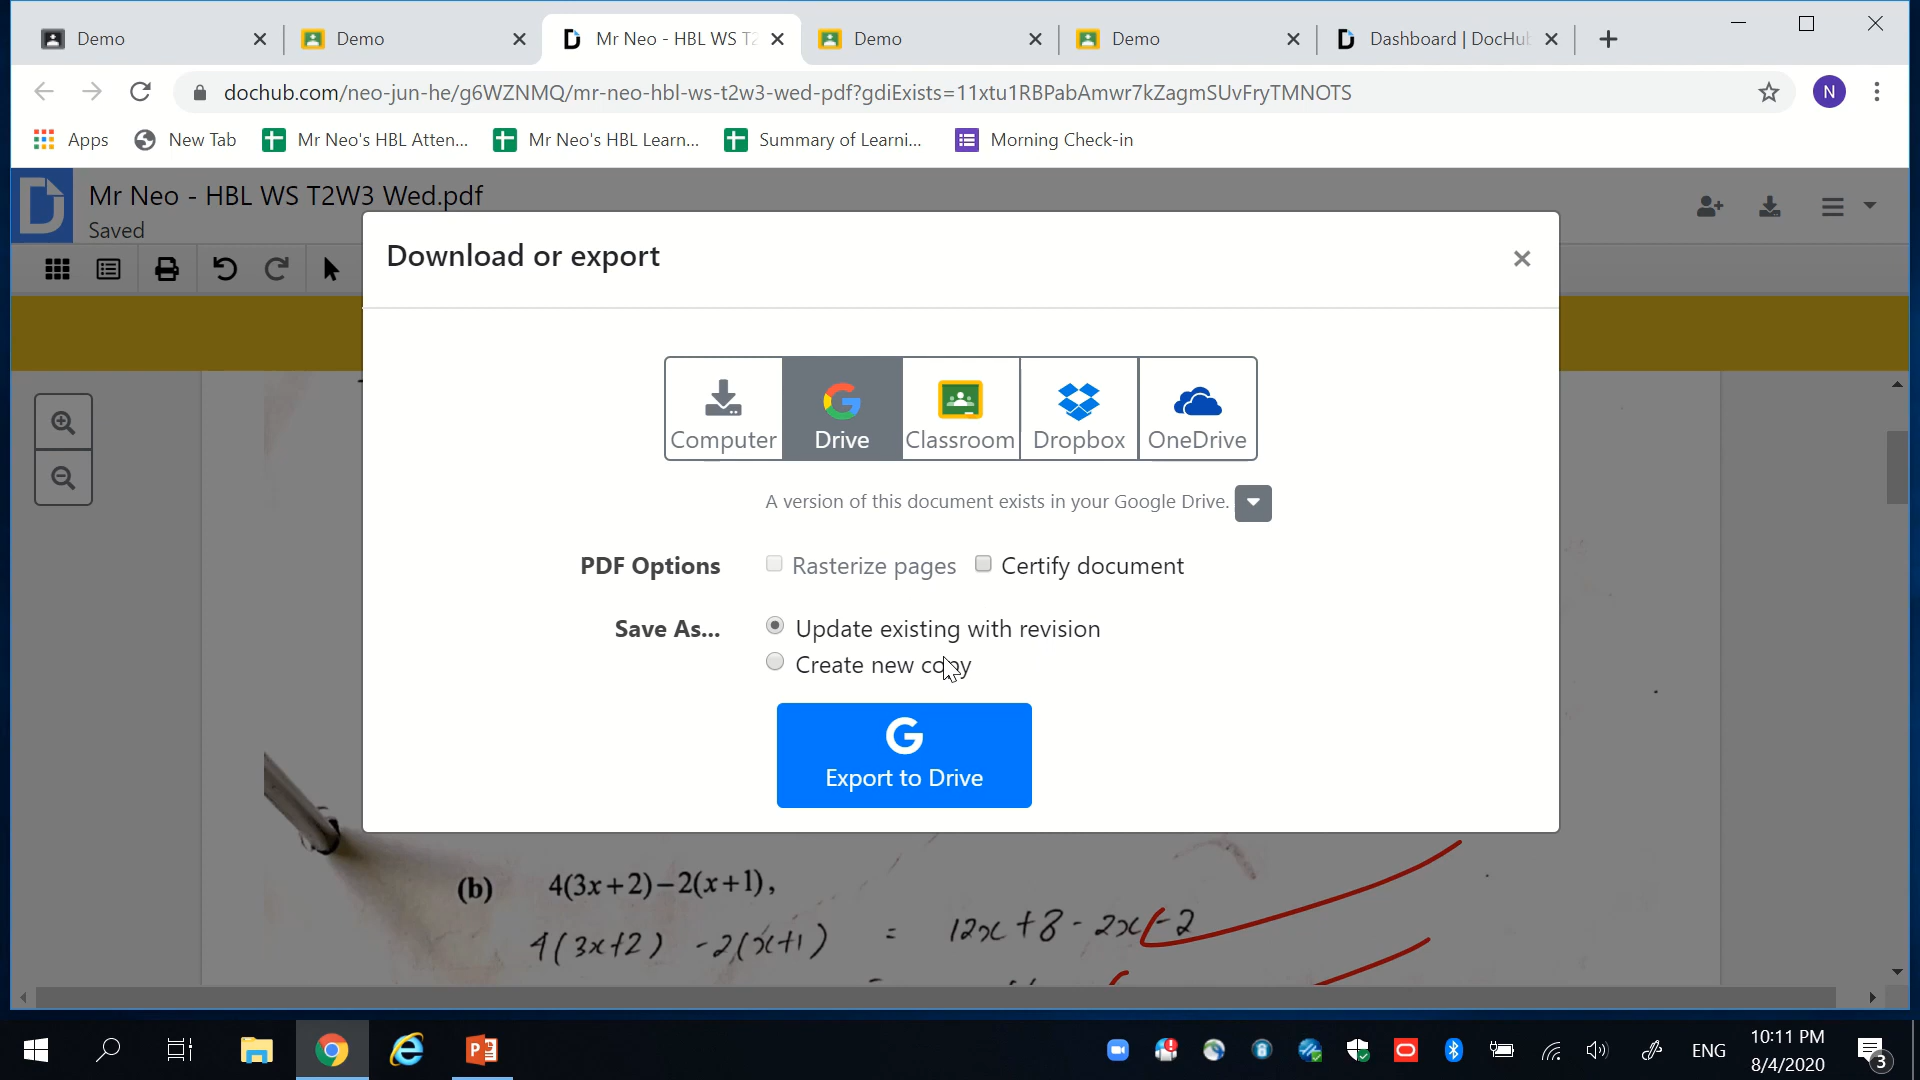 Demo
Demo
Mr Neo - HBL WS T2
Demo
Demo
Dashboard | DocHub
dochub.com/neo-jun-he/g6WZNMQ/mr-neo-hbl-ws-t2w3-wed-pdf?gdiExists=11xtu1RBPabAmwr7kZagmSUvFryTMNOTS
N
Apps
New Tab
Mr Neo's HBL Atten...
Mr Neo's HBL Learn...
Summary of Learni...
Morning Check-in
Mr Neo - HBL WS T2W3 Wed.pdf
Saved
Download or export
Computer
Drive
Classroom
Dropbox
OneDrive
A version of this document exists in your Google Drive.
PDF Options
Rasterize pages
Certify document
Save As...
Update existing with revision
Create new copy
Export to Drive
(b) 4(3x+2)−2(x+1),
4(3x+2) -2(x+1) = 12x + 8 - 2x - 2
=
ENG
10:11 PM
8/4/2020
3